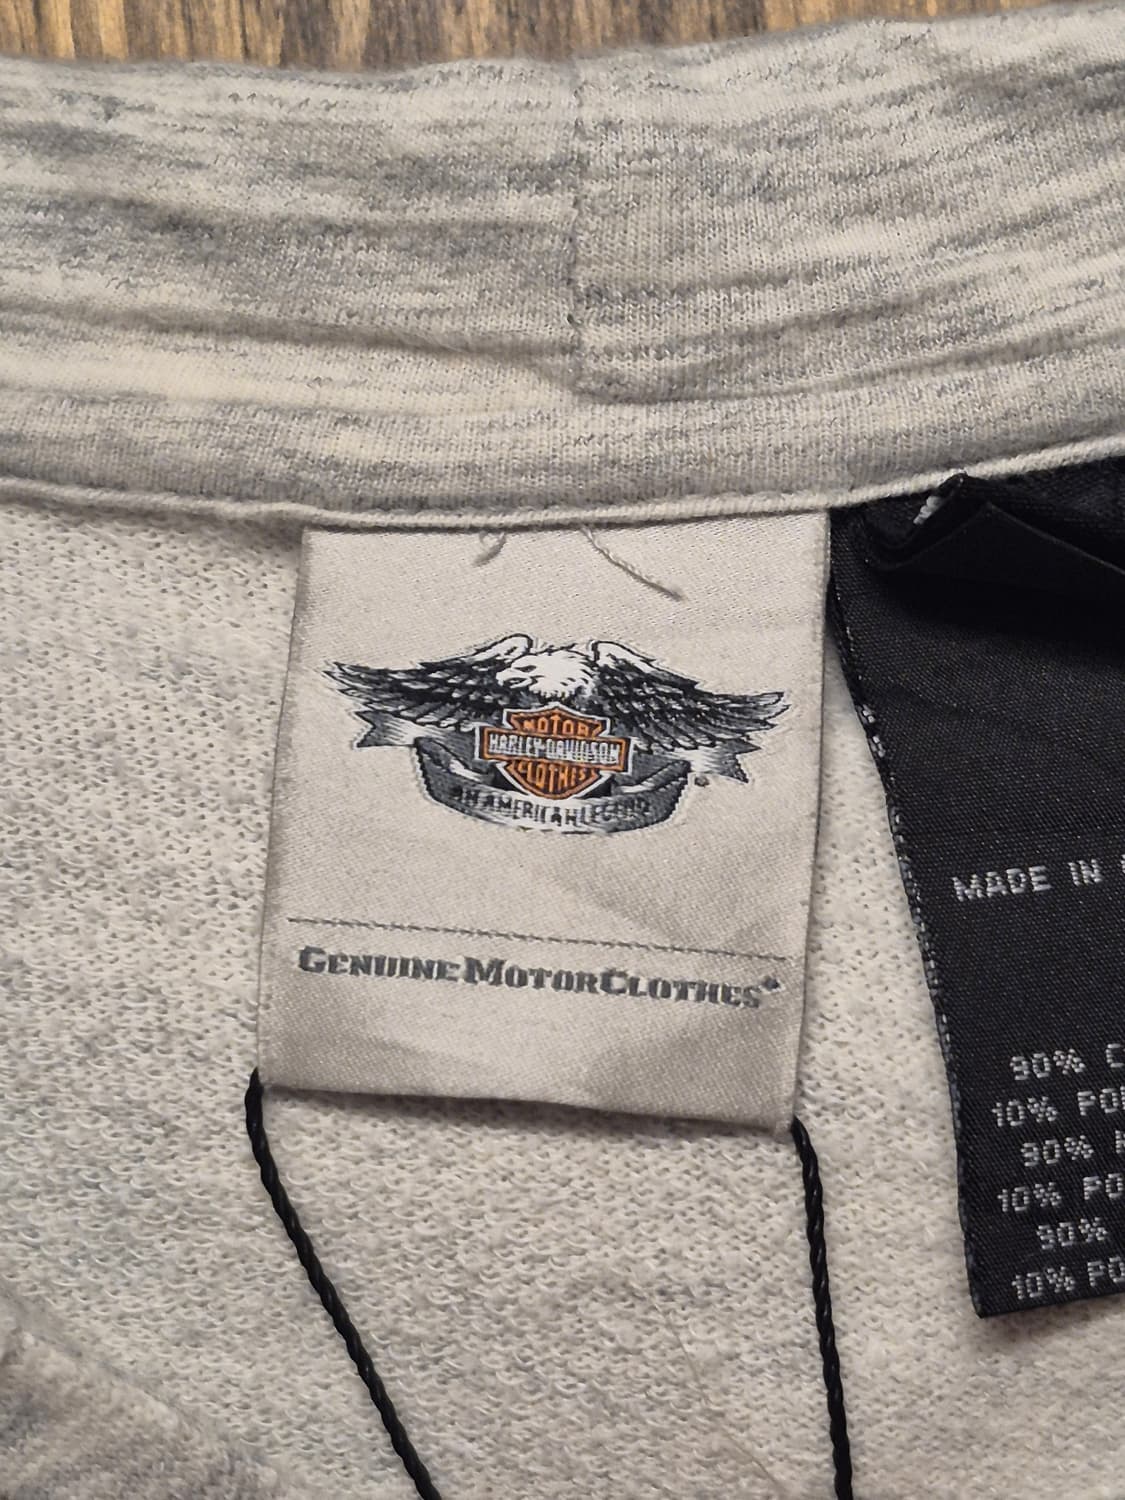 MOTOR
HARLEY-DAVIDSON
CLOTHES
AN AMERICAN LEGEND
GENUINE MOTORCLOTHES®
MADE IN
90% C
10% PO
90%
10% PO
90%
10% PO